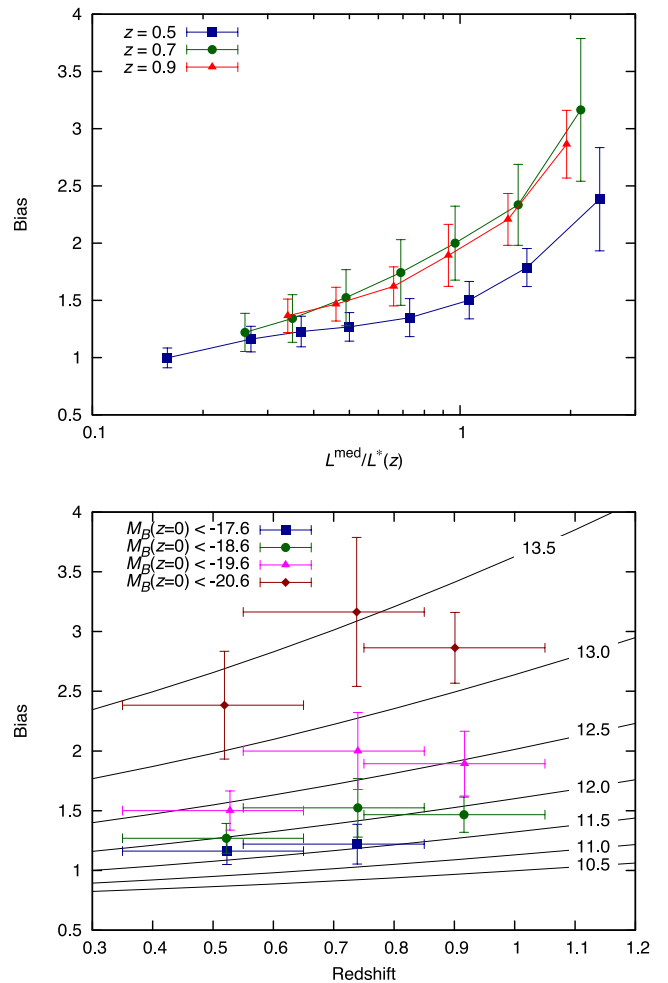 4
3.5
3
2.5
2
1.5
1
0.5
Bias
z = 0.5
z = 0.7
z = 0.9
0.1
1
L^med/L^*(z)
4
3.5
3
2.5
2
1.5
1
0.5
Bias
M_B(z=0) < -17.6
M_B(z=0) < -18.6
M_B(z=0) < -19.6
M_B(z=0) < -20.6
13.5
13.0
12.5
12.0
11.5
11.0
10.5
0.3 0.4 0.5 0.6 0.7 0.8 0.9 1 1.1 1.2
Redshift